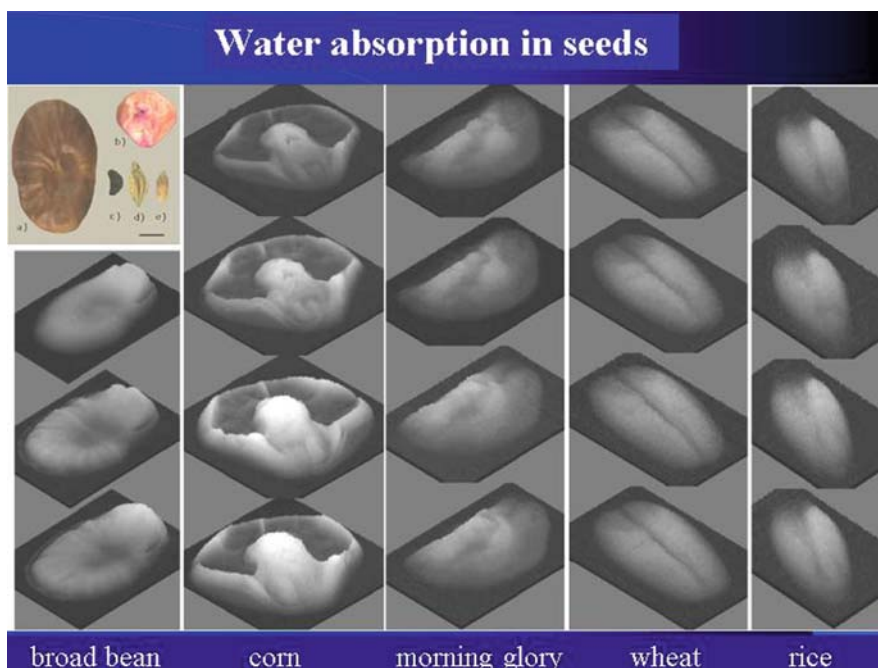 Water absorption in seeds
b)
c) d) e)
a)
broad bean corn morning glory wheat rice